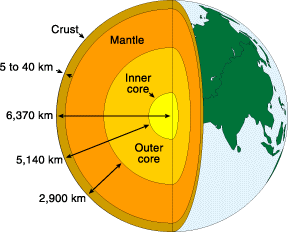 Crust
Mantle
5 to 40 km
Inner
core
6,370 km
Outer
core
5,140 km
2,900 km